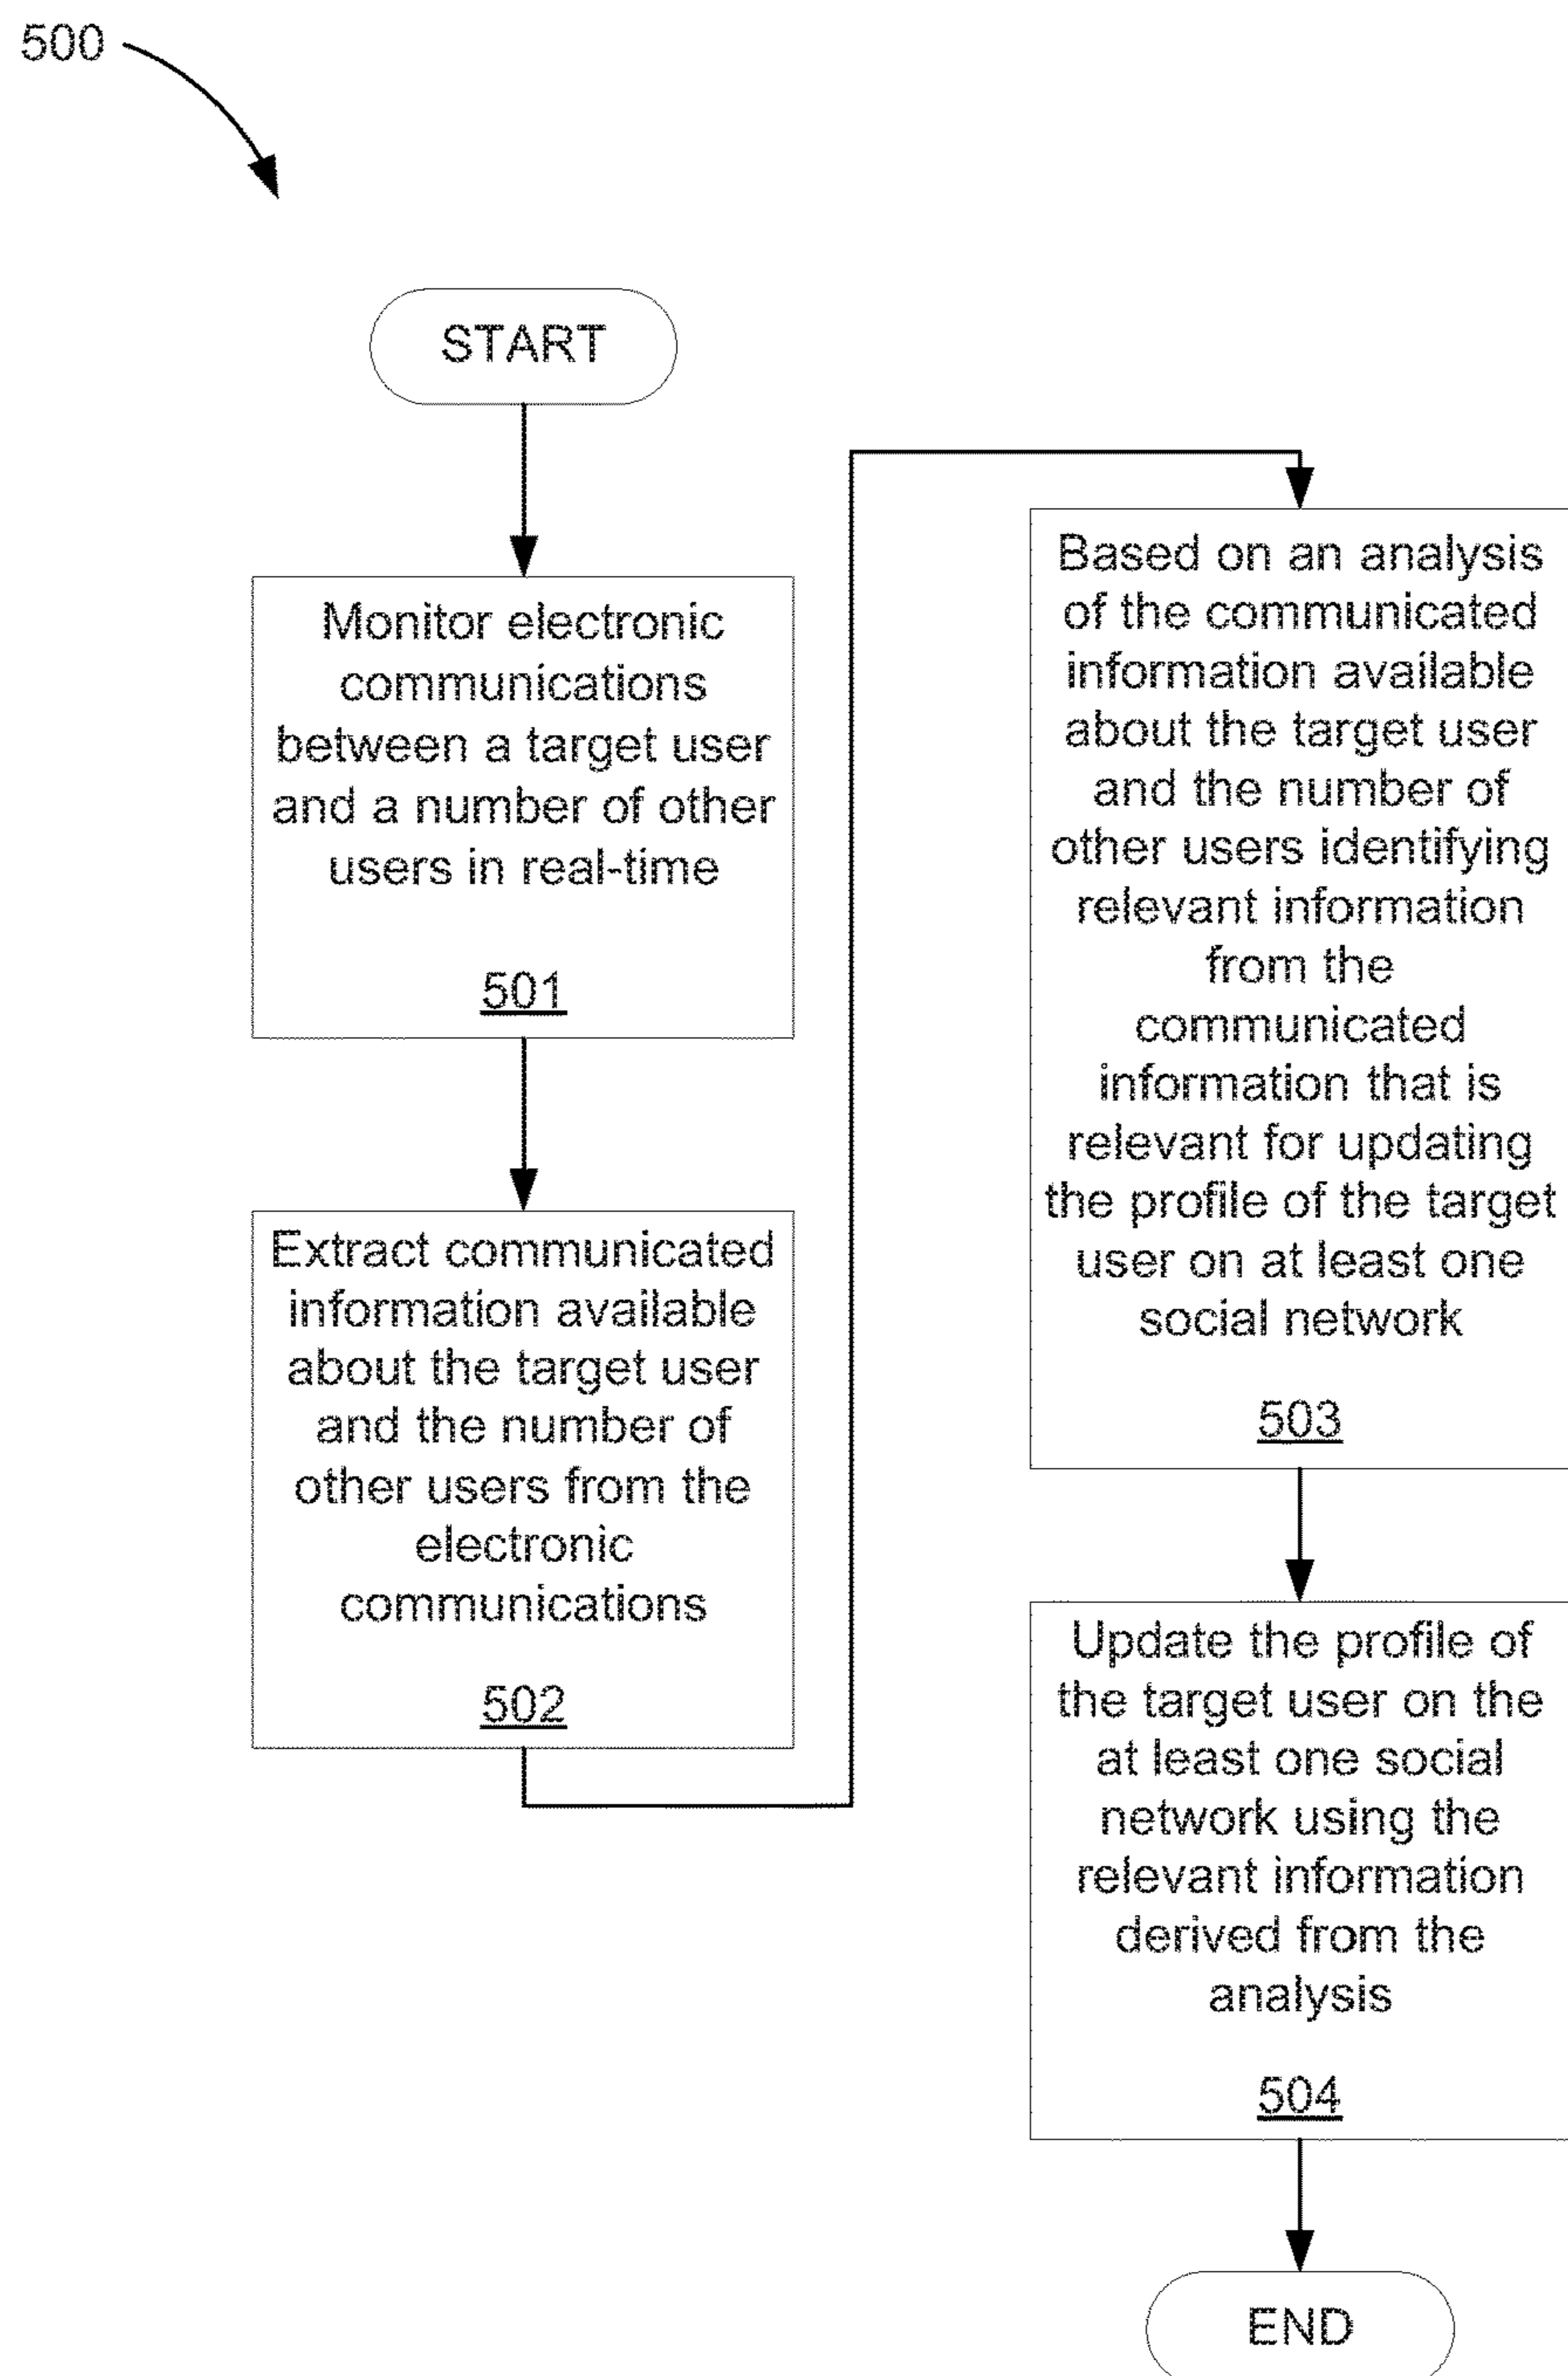 500
START
Monitor electronic
communications
between a target user
and a number of other
users in real-time
501
Extract communicated
information available
about the target user
and the number of
other users from the
electronic
communications
502
Based on an analysis
of the communicated
information available
about the target user
and the number of
other users identifying
relevant information
from the
communicated
information that is
relevant for updating
the profile of the target
user on at least one
social network
503
Update the profile of
the target user on the
at least one social
network using the
relevant information
derived from the
analysis
504
END